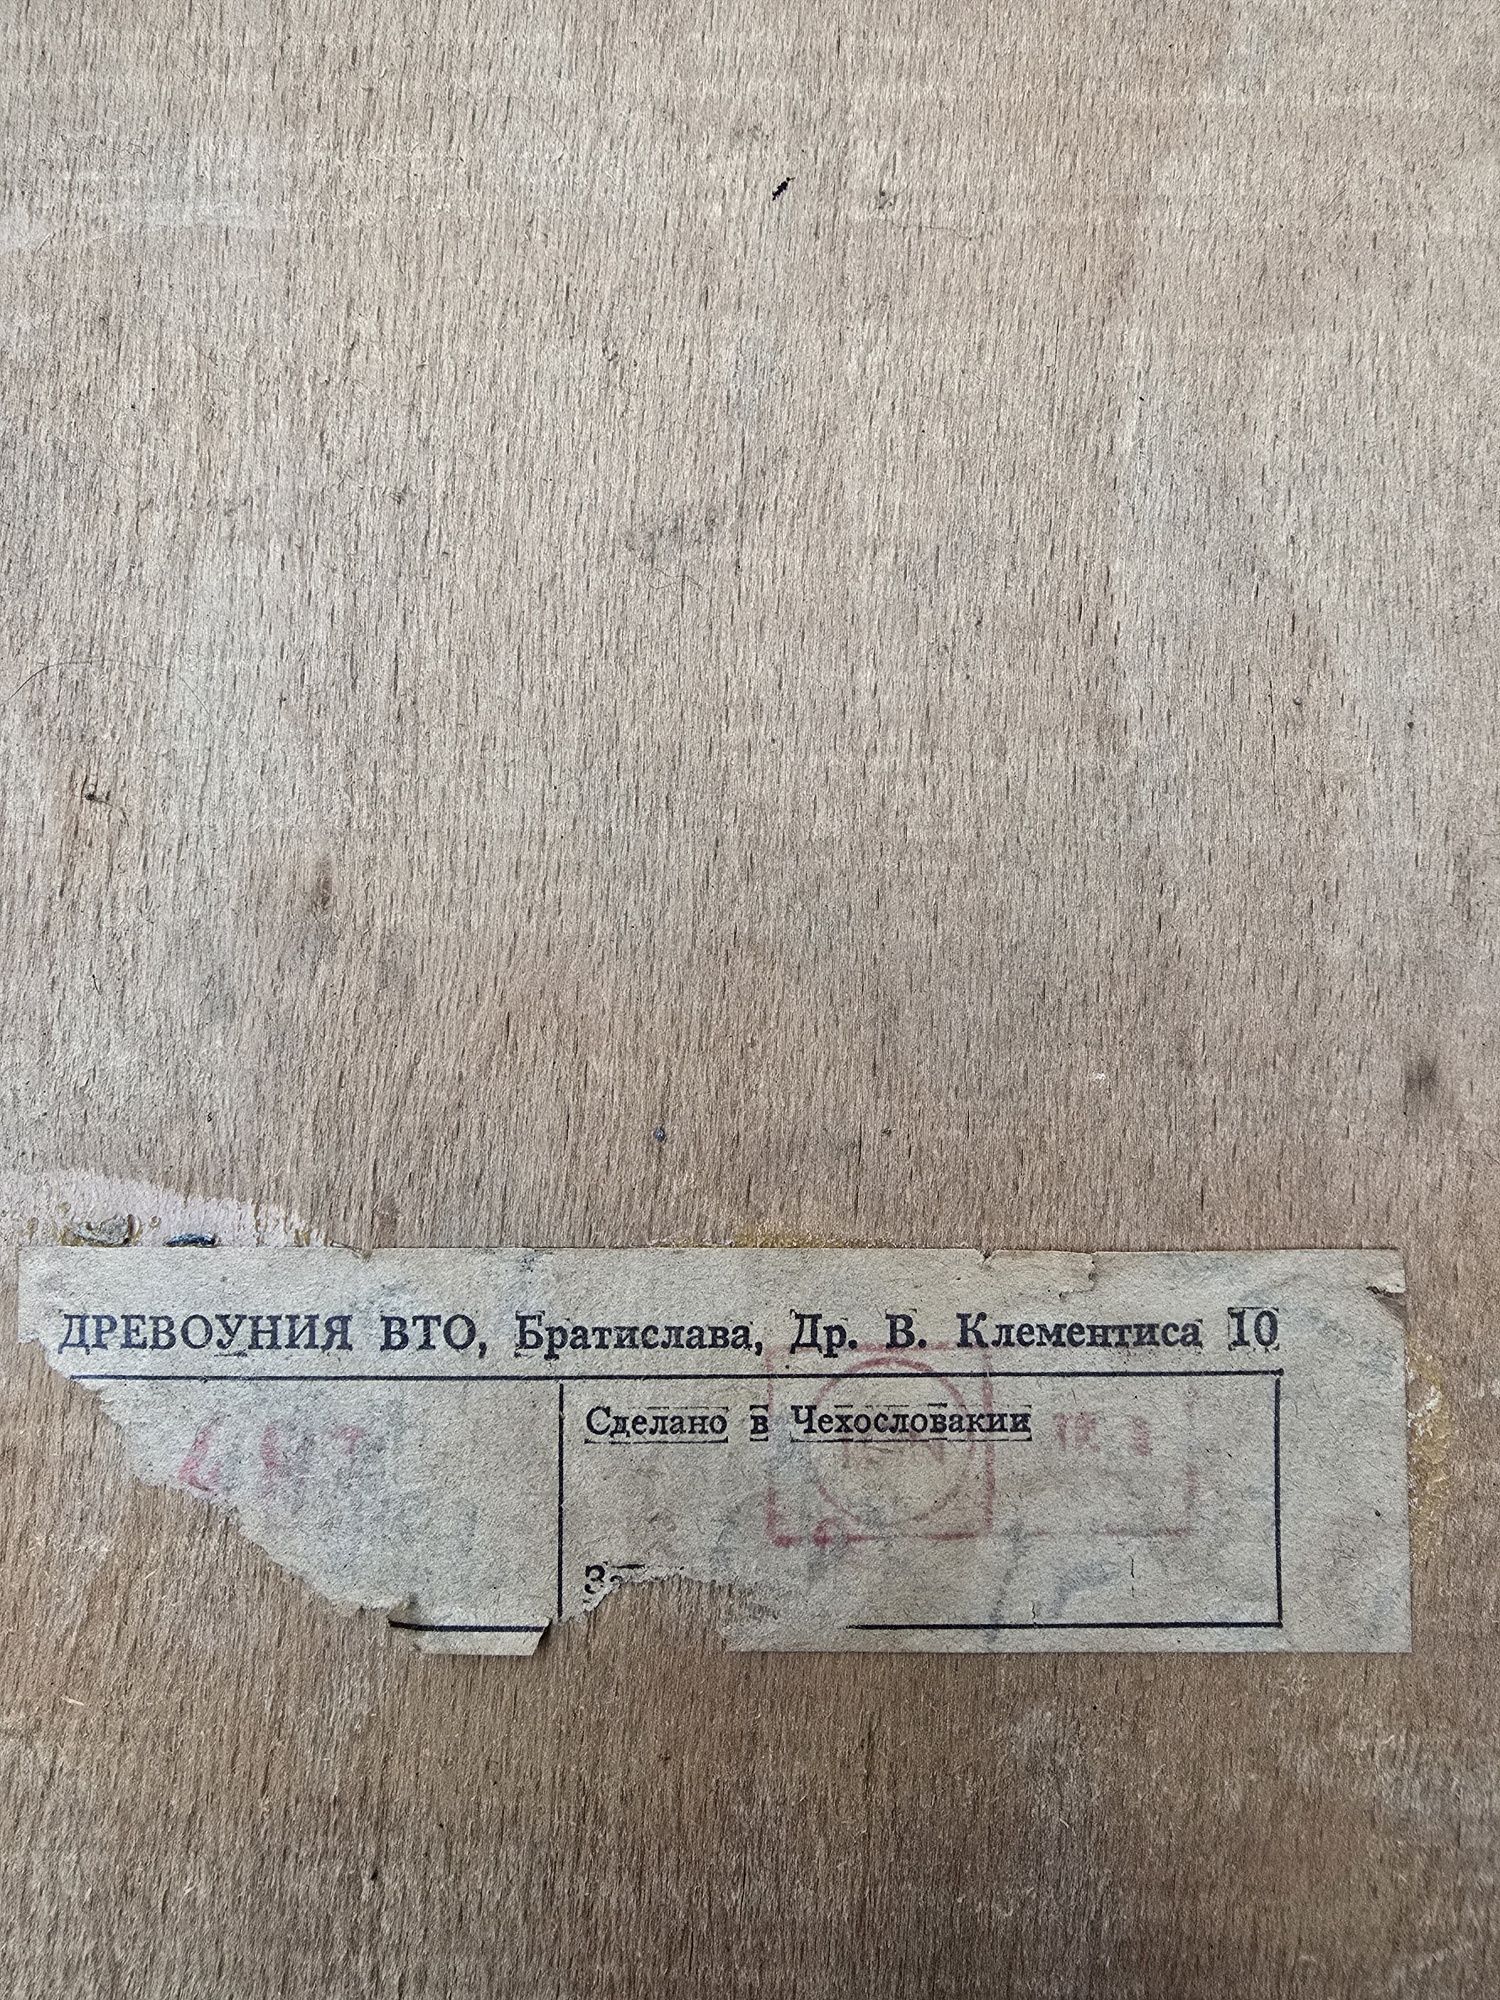 ДРЕВОУНИЯ ВТО, Братислава, Др. В. Клементиса 10
Сделано в Чехословакии